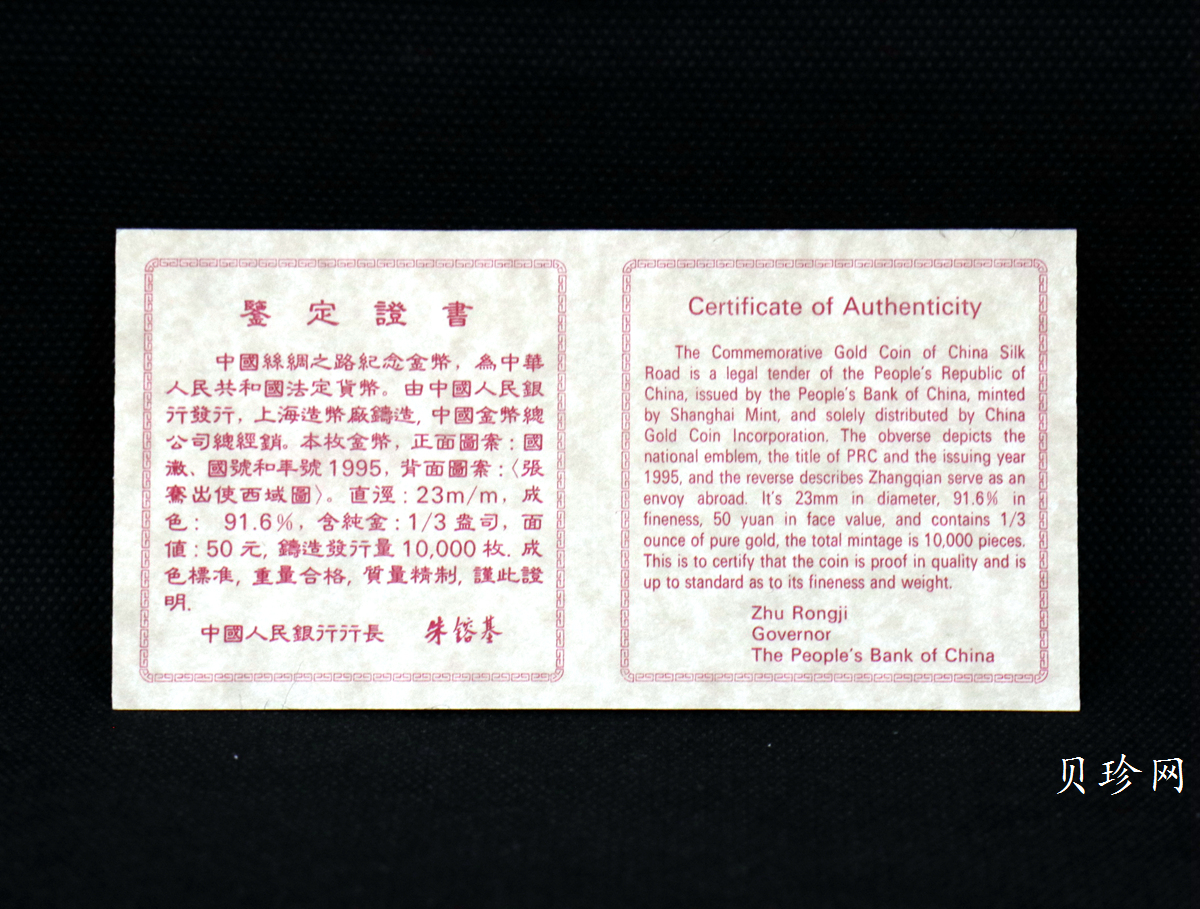 鑒定證書
中國絲綢之路紀念金幣，為中華
人民共和國法定貨幣。由中國人民銀
行發行，上海造幣廠鑄造，中國金幣總
公司總經銷。本枚金幣，正面圖案：國
徽、國號和年號1995，背面圖案：〈張
騫出使西域圖〉。直徑：23m/m，成
色：91.6%，含純金：1/3盎司，面
值：50元，鑄造發行量10,000枚.成
色標准，重量合格，質量精制，謹此證
明.
中國人民銀行行長 朱鎔基
Certificate of Authenticity
The Commemorative Gold Coin of China Silk
Road is a legal tender of the People's Republic of
China, issued by the People's Bank of China, minted
by Shanghai Mint, and solely distributed by China
Gold Coin Incorporation. The obverse depicts the
national emblem, the title of PRC and the issuing year
1995, and the reverse describes Zhangqian serve as an
envoy abroad. It's 23mm in diameter, 91.6% in
fineness, 50 yuan in face value, and contains 1/3
ounce of pure gold, the total mintage is 10,000 pieces.
This is to certify that the coin is proof in quality and is
up to standard as to its fineness and weight.
Zhu Rongji
Governor
The People's Bank of China
贝珍网